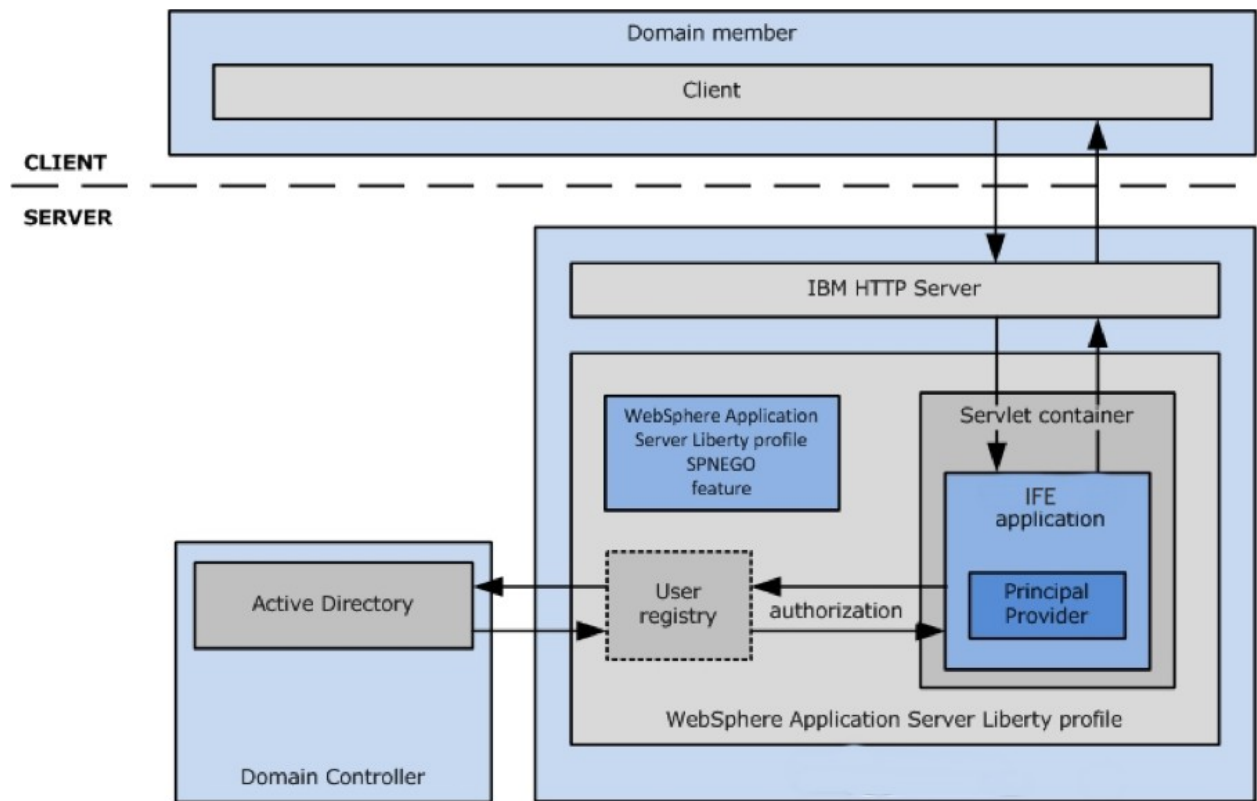 Domain member
Client
CLIENT
SERVER
IBM HTTP Server
WebSphere Application
Server Liberty profile
SPNEGO
feature
Servlet container
IFE
application
Principal
Provider
User
registry
authorization
Active Directory
WebSphere Application Server Liberty profile
Domain Controller